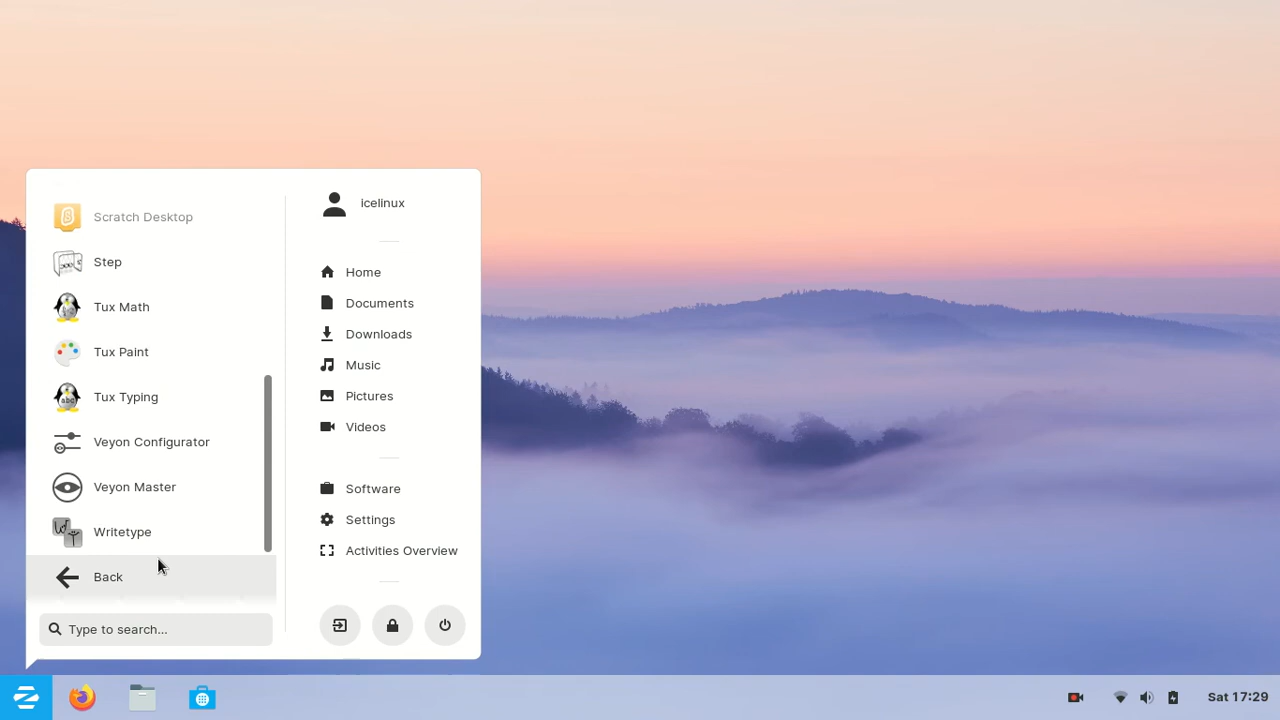 Scratch Desktop
Step
Tux Math
Tux Paint
Tux Typing
Veyon Configurator
Veyon Master
Writetype
Back
Type to search...
icelinux
Home
Documents
Downloads
Music
Pictures
Videos
Software
Settings
Activities Overview
Sat 17:29